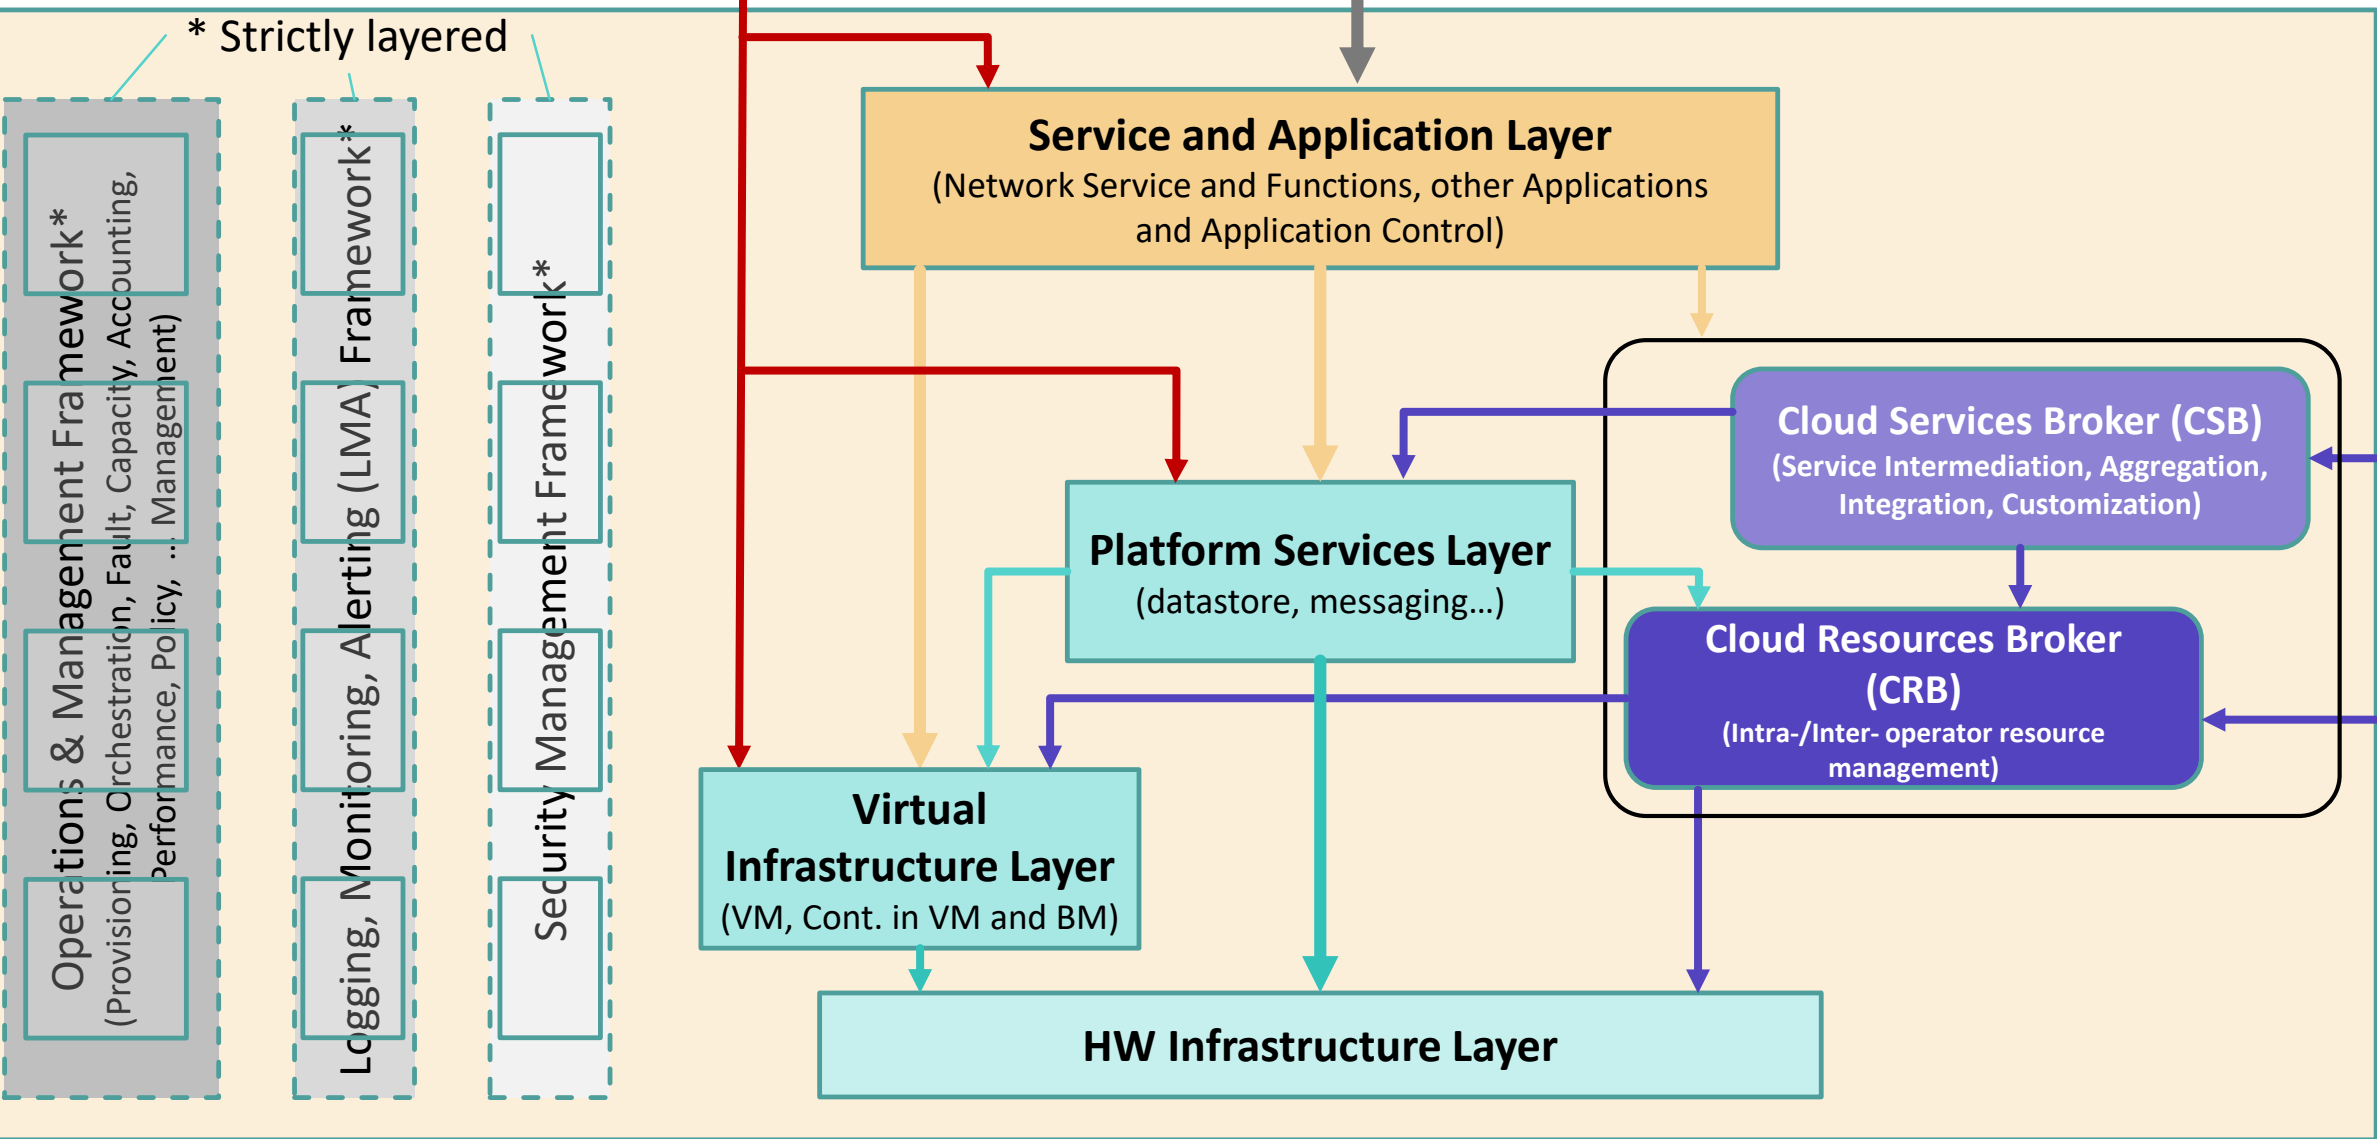 * Strictly layered
Operations & Management Framework*
(Provisioning, Orchestration, Fault, Capacity, Accounting,
Performance, Policy, ... Management)
Logging, Monitoring, Alerting (LMA) Framework*
Security Management Framework*
Service and Application Layer
(Network Service and Functions, other Applications
and Application Control)
Cloud Services Broker (CSB)
(Service Intermediation, Aggregation,
Integration, Customization)
Platform Services Layer
(datastore, messaging...)
Cloud Resources Broker
(CRB)
(Intra-/Inter- operator resource
management)
Virtual
Infrastructure Layer
(VM, Cont. in VM and BM)
HW Infrastructure Layer